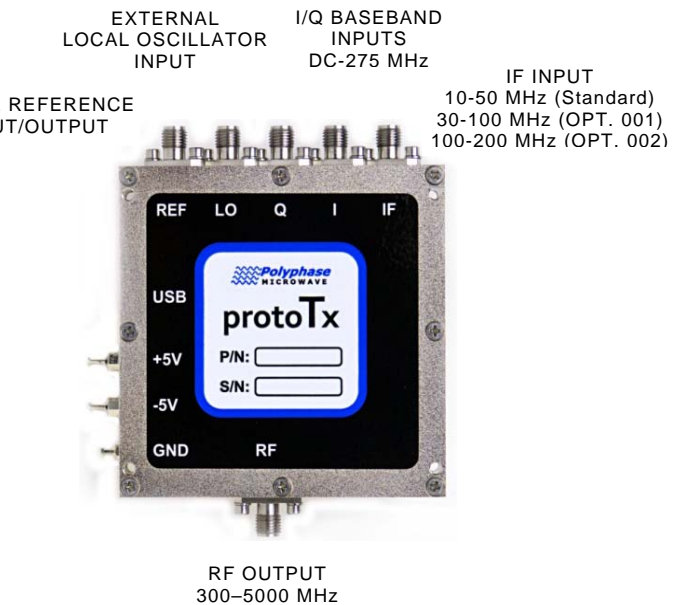 EXTERNAL
LOCAL OSCILLATOR
INPUT
I/Q BASEBAND
INPUTS
DC-275 MHz
IF INPUT
10-50 MHz (Standard)
30-100 MHz (OPT. 001)
100-200 MHz (OPT. 002)
REFERENCE
UT/OUTPUT
REF LO Q I IF
USB
+5V
-5V
GND
RF
Polyphase
MICROWAVE
protoTx
P/N:
S/N:
RF OUTPUT
300–5000 MHz